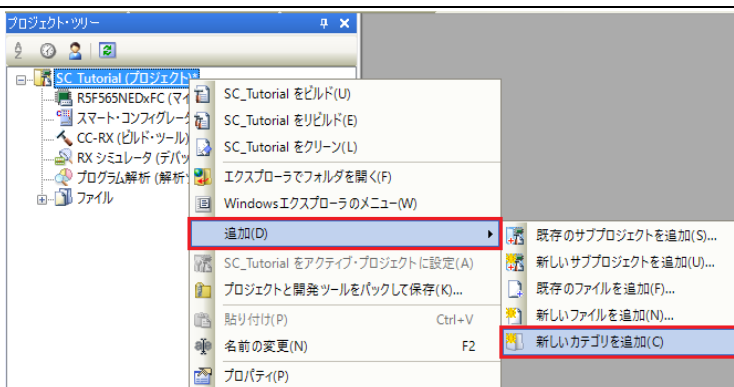 プロジェクト・ツリー
SC_Tutorial (プロジェクト)*
R5F565NEDxFC (マイ
スマート・コンフィグレータ
CC-RX (ビルド・ツール)
RX シミュレータ (デバッ
プログラム解析 (解析
ファイル
SC_Tutorial をビルド(U)
SC_Tutorial をリビルド(E)
SC_Tutorial をクリーン(L)
エクスプローラでフォルダを開く(F)
Windowsエクスプローラのメニュー(W)
追加(D)
SC_Tutorial をアクティブ・プロジェクトに設定(A)
プロジェクトと開発ツールをパックして保存(K)...
貼り付け(P) Ctrl+V
名前の変更(N) F2
プロパティ(P)
既存のサブプロジェクトを追加(S)...
新しいサブプロジェクトを追加(U)...
既存のファイルを追加(F)...
新しいファイルを追加(N)...
新しいカテゴリを追加(C)